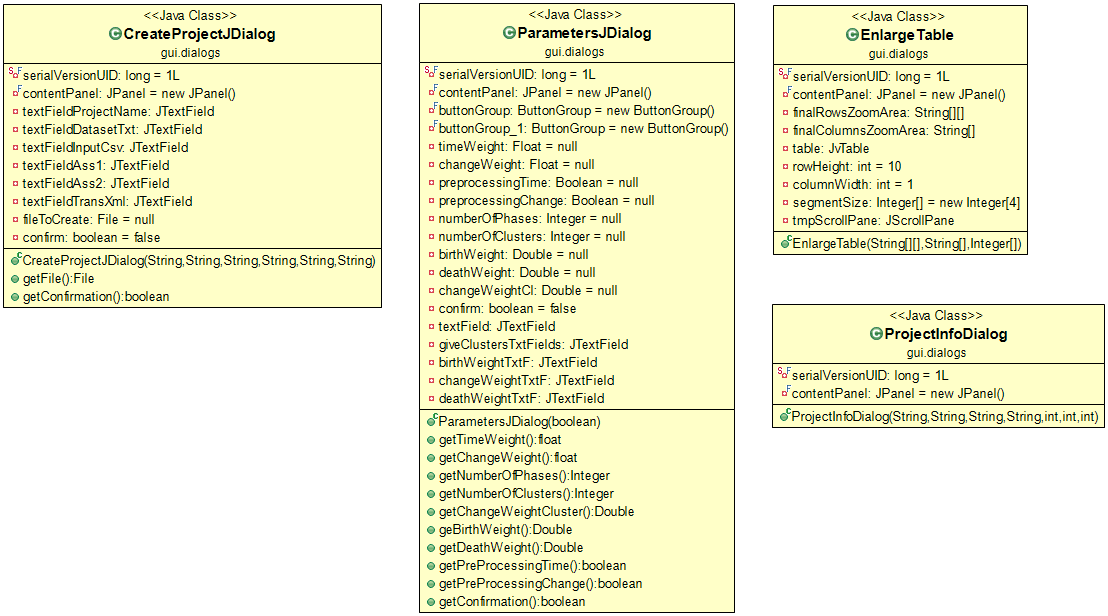 <<Java Class>>
CreateProjectJDialog
gui.dialogs
serialVersionUID: long = 1L
contentPanel: JPanel = new JPanel()
textFieldProjectName: JTextField
textFieldDatasetTxt: JTextField
textFieldInputCsv: JTextField
textFieldAss1: JTextField
textFieldAss2: JTextField
textFieldTransXml: JTextField
fileToCreate: File = null
confirm: boolean = false
CreateProjectJDialog(String,String,String,String,String,String)
getFile():File
getConfirmation():boolean
<<Java Class>>
ParametersJDialog
gui.dialogs
serialVersionUID: long = 1L
contentPanel: JPanel = new JPanel()
buttonGroup: ButtonGroup = new ButtonGroup()
buttonGroup_1: ButtonGroup = new ButtonGroup()
timeWeight: Float = null
changeWeight: Float = null
preprocessingTime: Boolean = null
preprocessingChange: Boolean = null
numberOfPhases: Integer = null
numberOfClusters: Integer = null
birthWeight: Double = null
deathWeight: Double = null
changeWeightCl: Double = null
confirm: boolean = false
textField: JTextField
giveClustersTxtFields: JTextField
birthWeightTxtF: JTextField
changeWeightTxtF: JTextField
deathWeightTxtF: JTextField
ParametersJDialog(boolean)
getTimeWeight():float
getChangeWeight():float
getNumberOfPhases():Integer
getNumberOfClusters():Integer
getChangeWeightCluster():Double
geBirthWeight():Double
getDeathWeight():Double
getPreProcessingTime():boolean
getPreProcessingChange():boolean
getConfirmation():boolean
<<Java Class>>
EnlargeTable
gui.dialogs
serialVersionUID: long = 1L
contentPanel: JPanel = new JPanel()
finalRowsZoomArea: String[][]
finalColumnsZoomArea: String[]
table: JvTable
rowHeight: int = 10
columnWidth: int = 1
segmentSize: Integer[] = new Integer[4]
tmpScrollPane: JScrollPane
EnlargeTable(String[][],String[],Integer[])
<<Java Class>>
ProjectInfoDialog
gui.dialogs
serialVersionUID: long = 1L
contentPanel: JPanel = new JPanel()
ProjectInfoDialog(String,String,String,String,int,int,int)